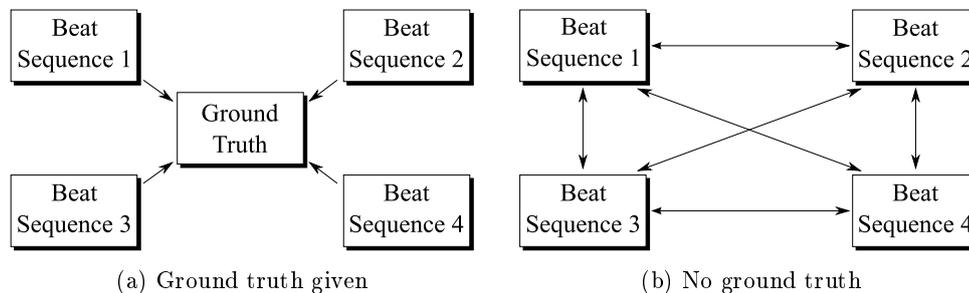 Beat
Sequence 1
Beat
Sequence 2
Ground
Truth
Beat
Sequence 3
Beat
Sequence 4
(a) Ground truth given
Beat
Sequence 1
Beat
Sequence 2
Beat
Sequence 3
Beat
Sequence 4
(b) No ground truth